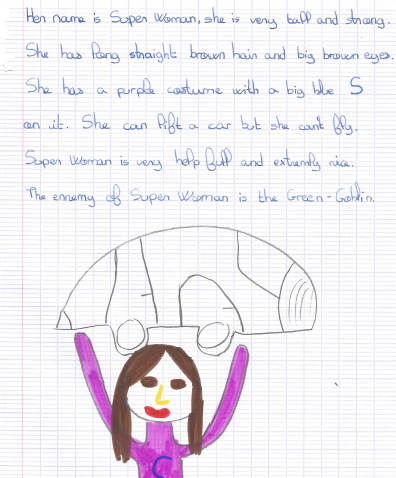 Her name is Super Woman, she is very tall and strong.
She has long straight brown hair and big brown eyes.
She has a purple costume with a big blue S
on it. She can lift a car but she can't fly.
Super Woman is very help full and extremly nice.
The ennemy of Super Woman is the Green-Goblin.